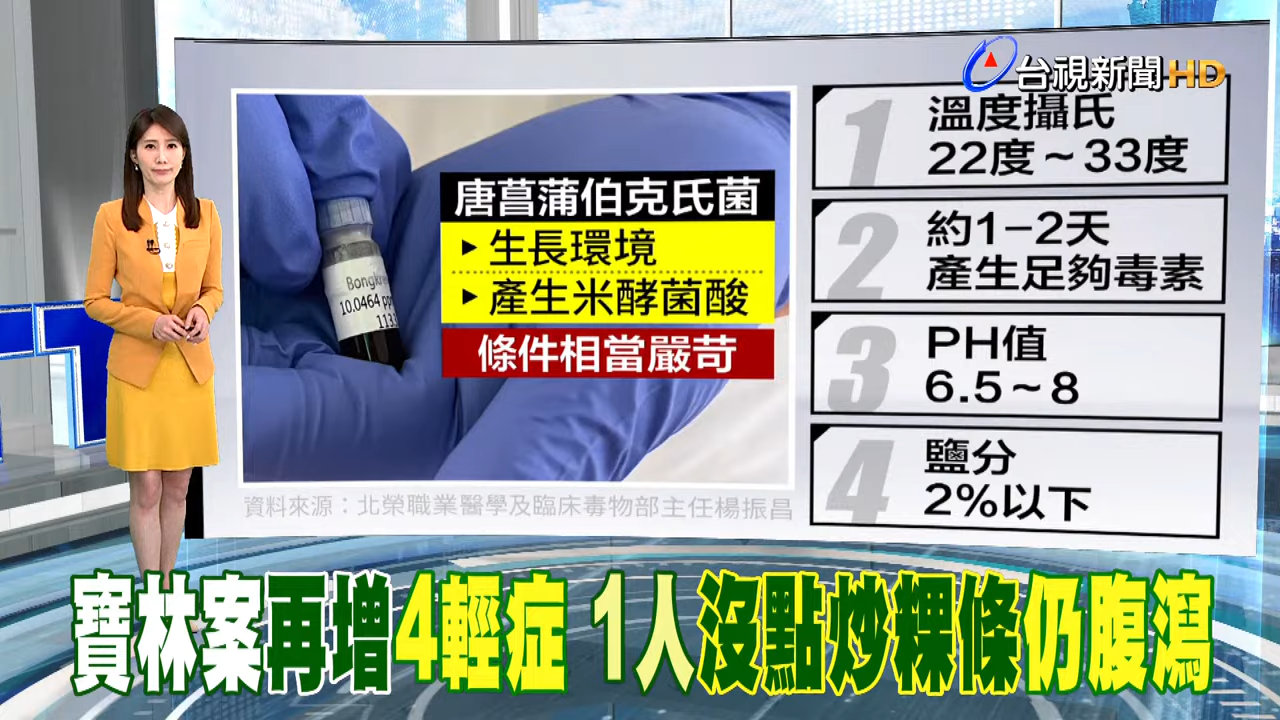 台視新聞HD
唐菖蒲伯克氏菌
▶生長環境
▶產生米酵菌酸
條件相當嚴苛
10.0464
1
溫度攝氏
22度～33度
2
約1-2天
產生足夠毒素
3
PH值
6.5～8
4
鹽分
2%以下
資料來源：北榮職業醫學及臨床毒物部主任楊振昌
寶林案再增4輕症 1人沒點炒粿條仍腹瀉